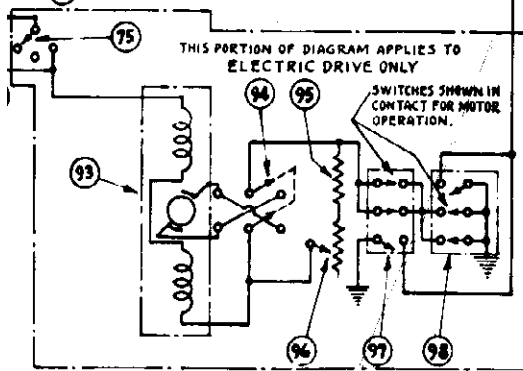 75
THIS PORTION OF DIAGRAM APPLIES TO
ELECTRIC DRIVE ONLY
94
95
SWITCHES SHOWN IN
CONTACT FOR MOTOR
OPERATION.
93
96
97
98